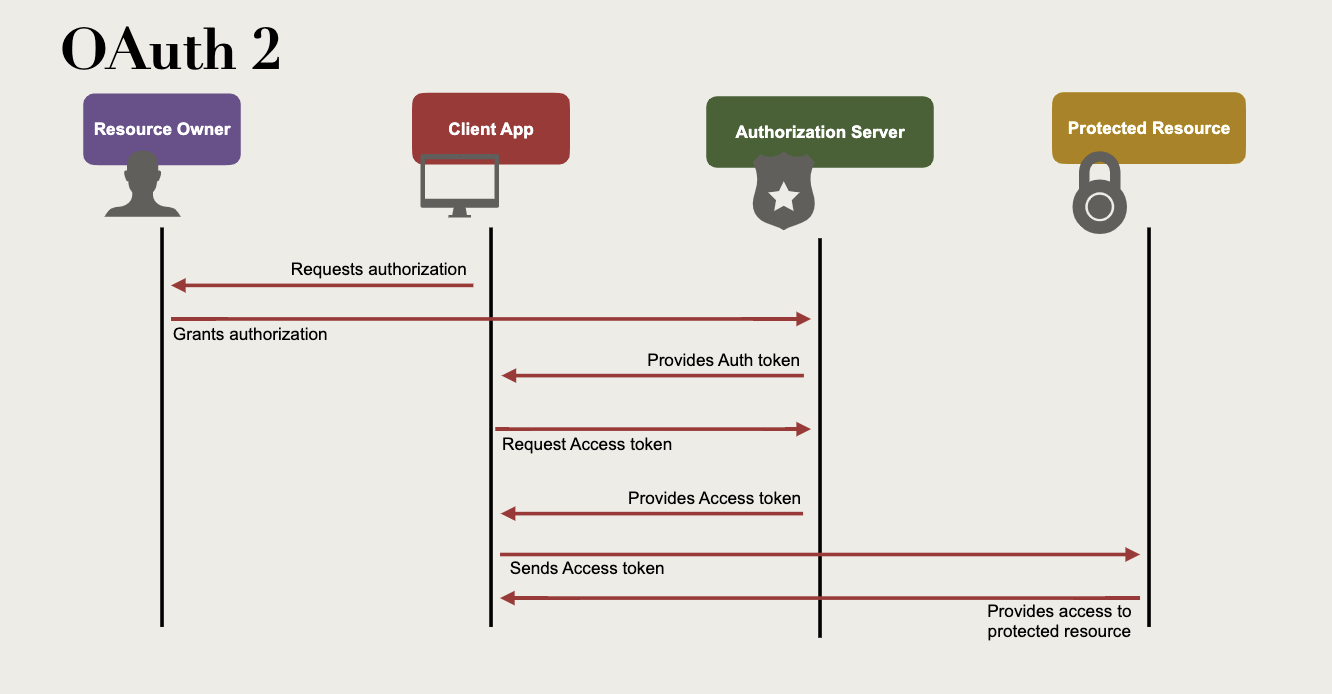 OAuth 2
Resource Owner
Client App
Authorization Server
Protected Resource
Requests authorization
Grants authorization
Provides Auth token
Request Access token
Provides Access token
Sends Access token
Provides access to
protected resource